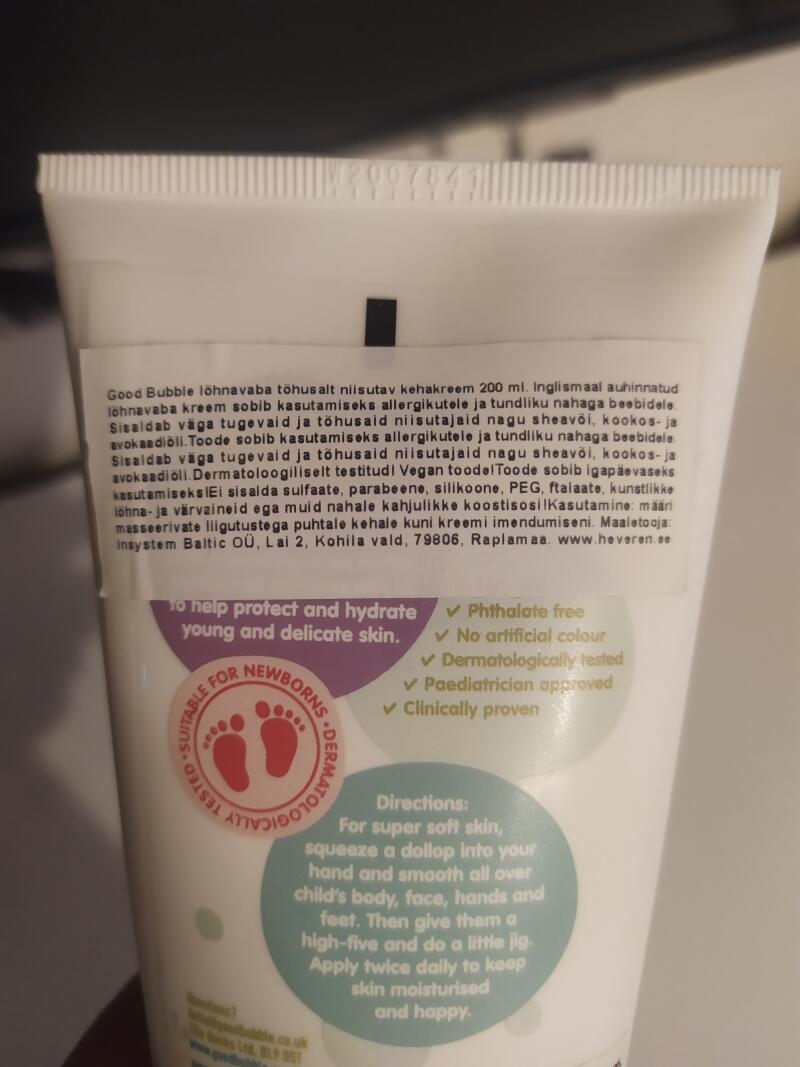 Good Bubble lõhnavaba tõhusalt niisutav kehakreem 200 ml. Inglismaal auhinnatud
lõhnavaba kreem sobib kasutamiseks allergikutele ja tundliku nahaga beebidele.
Sisaldab väga tugevaid ja tõhusaid niisutajaid nagu sheavõi, kookos- ja
avokaadiõli.Toode sobib kasutamiseks allergikutele ja tundliku nahaga beebidele.
Sisaldab väga tugevaid ja tõhusaid niisutajaid nagu sheavõi, kookos- ja
avokaadiõli.Dermatoloogiliselt testitud! Vegan toode!Toode sobib igapäevaseks
kasutamiseks!Ei sisalda sulfaate, parabeene, silikoone, PEG, ftalaate, kunstlikke
lõhna- ja värvaineid ega muid nahale kahjulikke koostisosi!Kasutamine: määri
masseerivate liigutustega puhtale kehale kuni kreemi imendumiseni. Maaletooja:
Insystem Baltic OÜ, Lai 2, Kohila vald, 79806, Raplamaa. www.heveren.ee
To help protect and hydrate
young and delicate skin.
✓ Phthalate free
✓ No artificial colour
✓ Dermatologically tested
✓ Paediatrician approved
✓ Clinically proven
SUITABLE FOR NEWBORNS • DERMATOLOGICALLY TESTED •
Directions:
For super soft skin,
squeeze a dollop into your
hand and smooth all over
child's body, face, hands and
feet. Then give them a
high-five and do a little jig.
Apply twice daily to keep
skin moisturised
and happy.
Questions?
hello@goodbubble.co.uk
Ltd, BL9 0ST